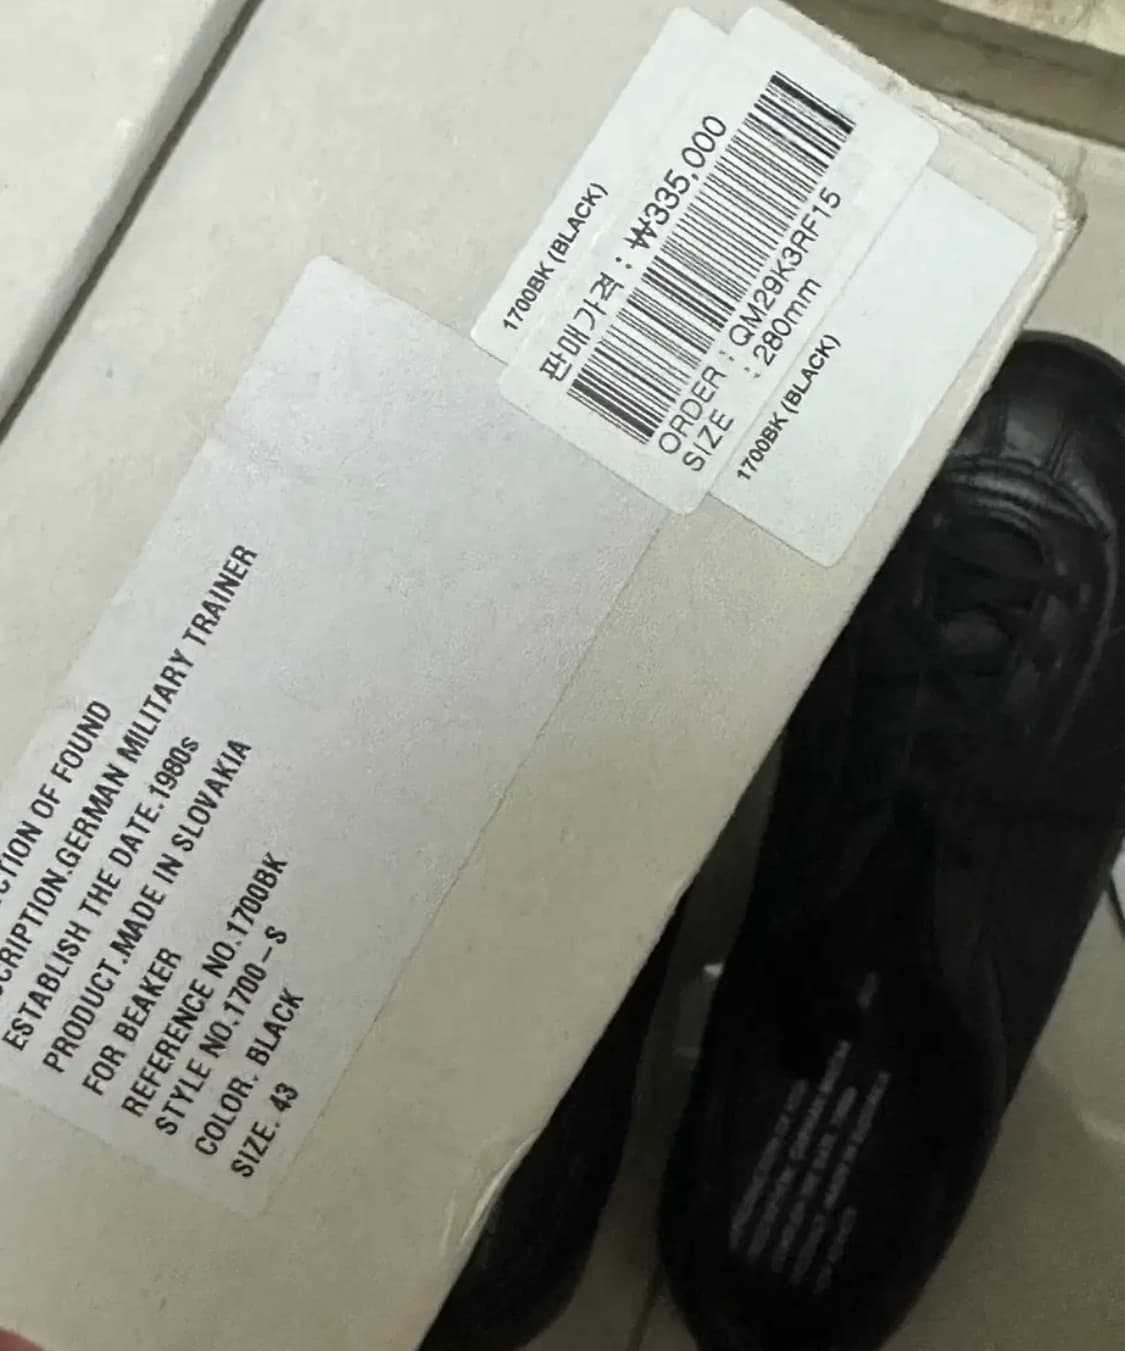 1700BK (BLACK)
판매가격 : ₩335,000
ORDER : QM29K3RF15
SIZE : 280mm
1700BK (BLACK)
OF FOUND
GERMAN MILITARY TRAINER
ESTABLISH THE DATE.1980s
PRODUCT.MADE IN SLOVAKIA
FOR BEAKER
REFERENCE NO.1700BK
STYLE NO.1700-S
COLOR. BLACK
SIZE. 43